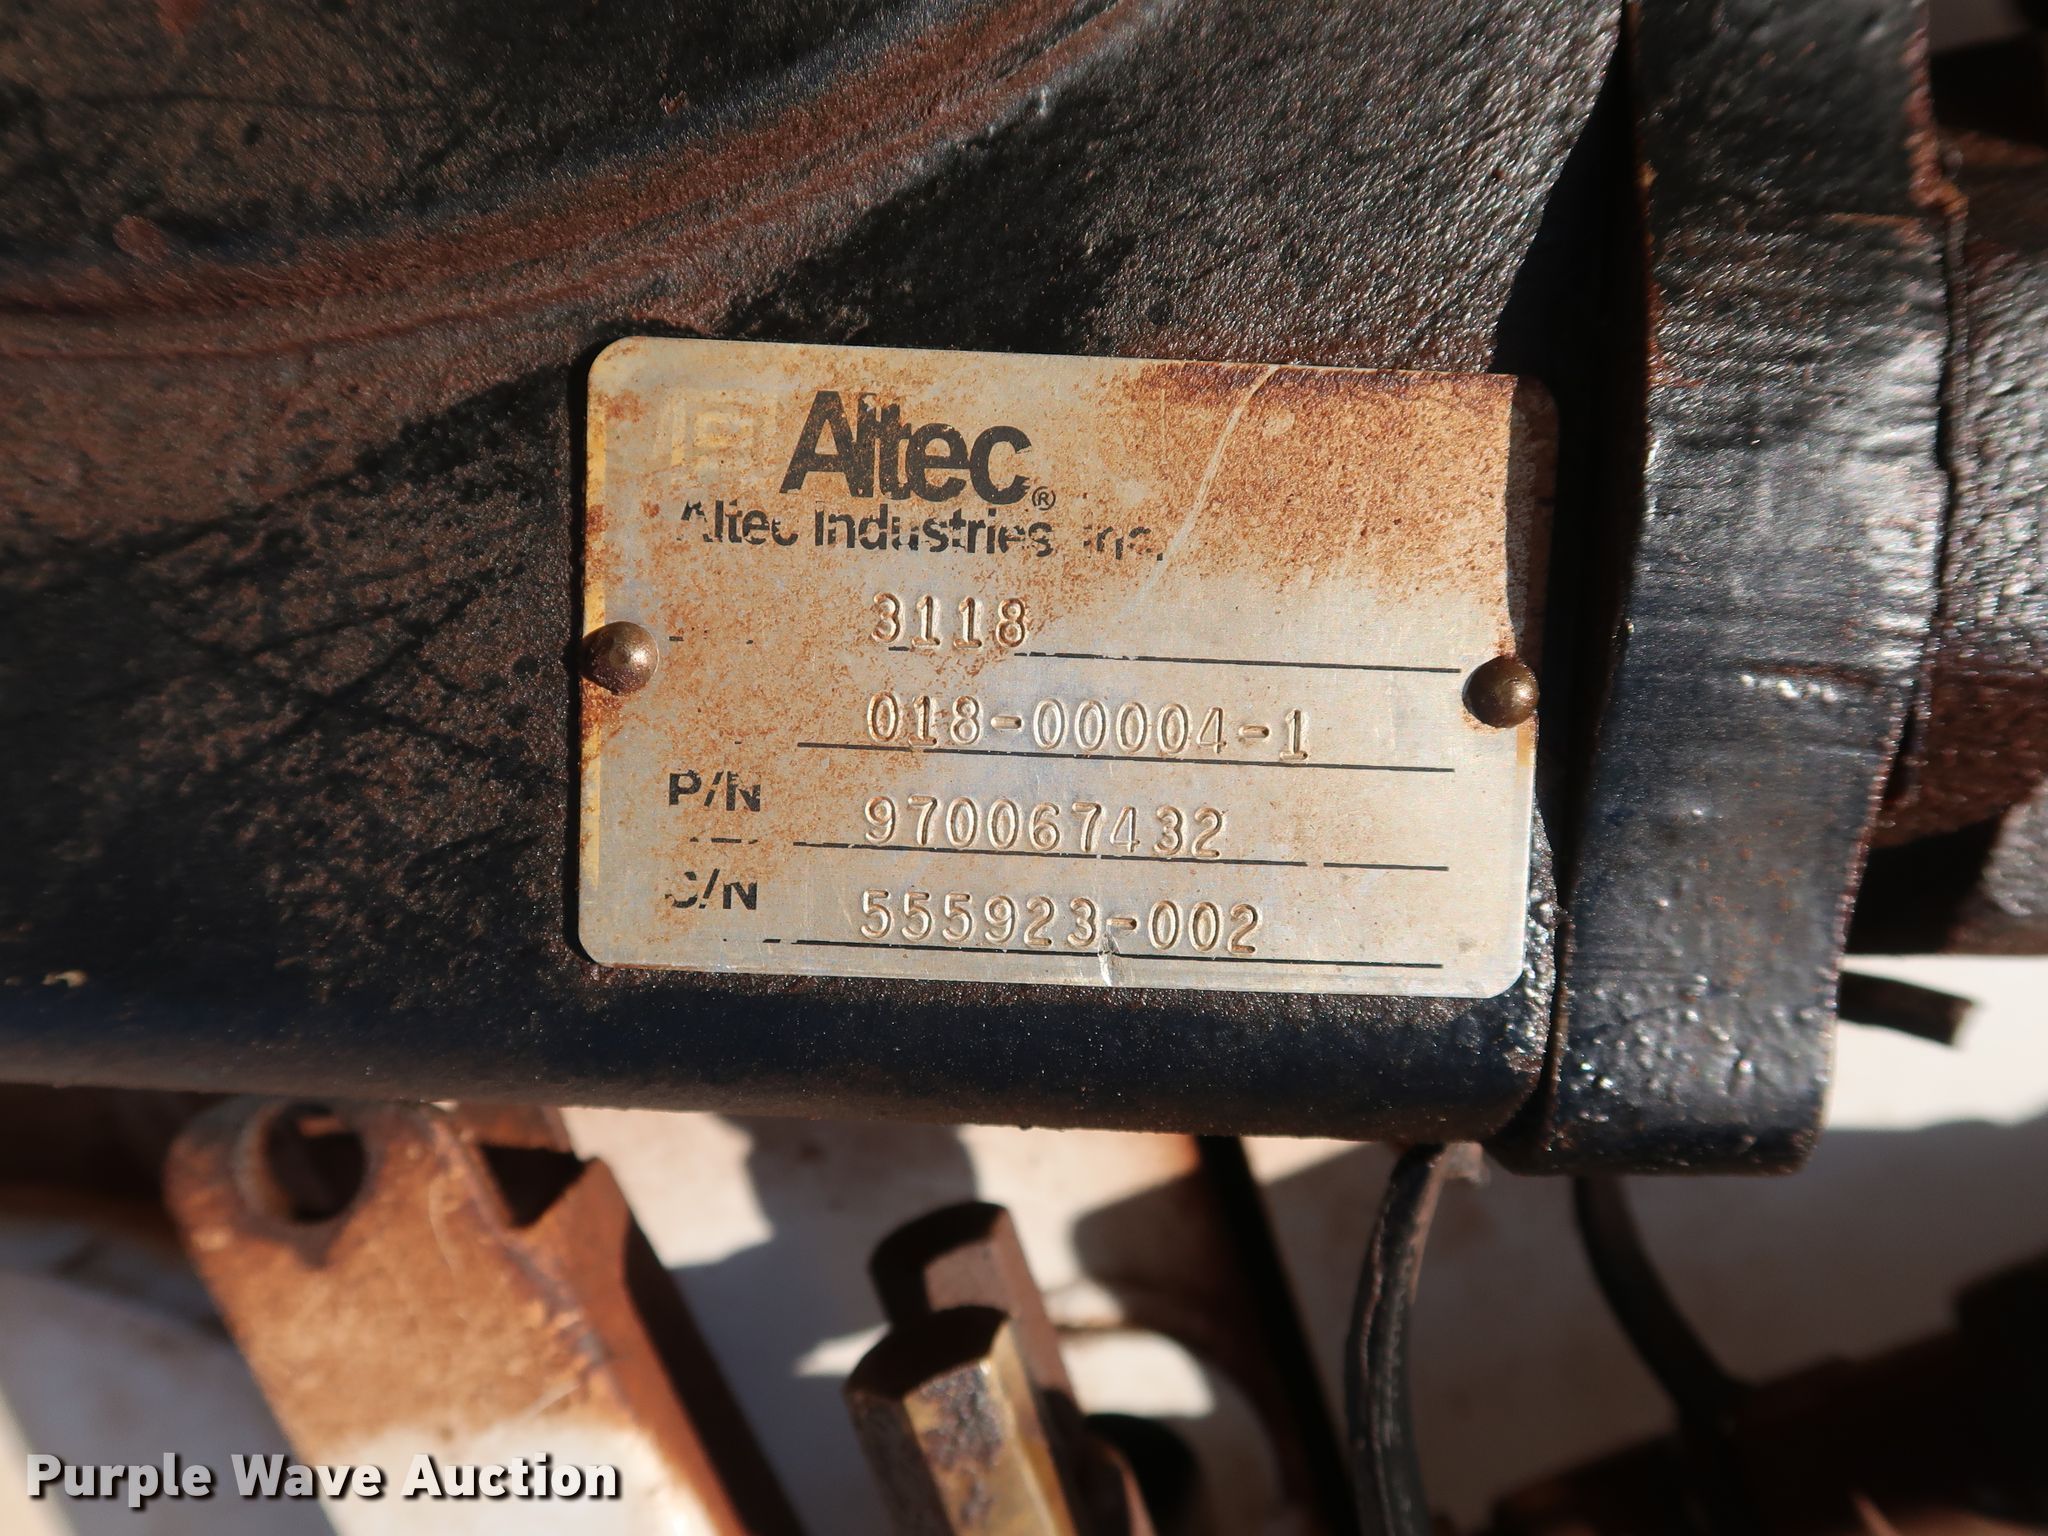 Altec®
Altec Industries Inc.
3118
018-00004-1
P/N 970067432
S/N 555923-002
Purple Wave Auction